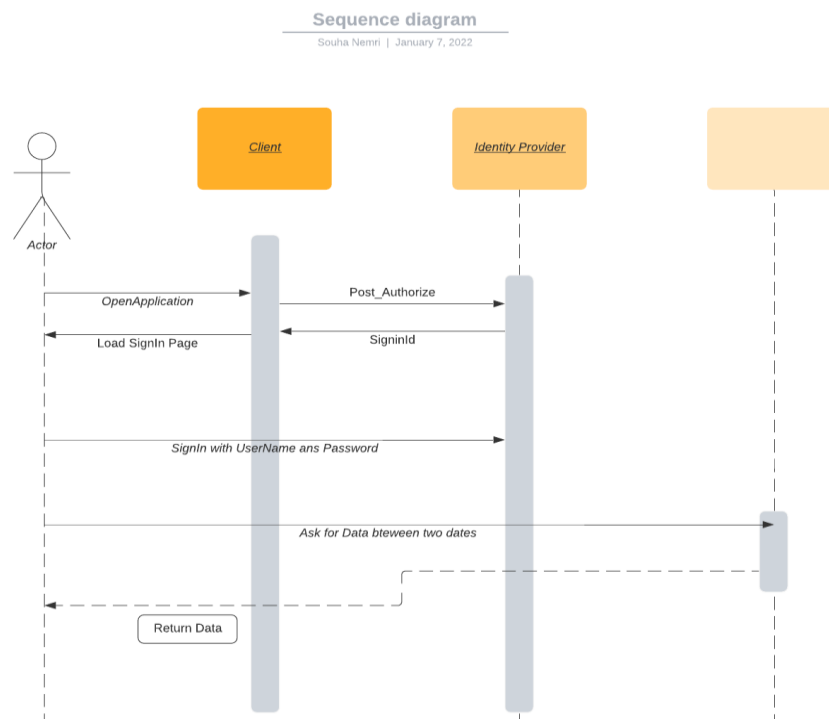 Sequence diagram
Souha Nemri | January 7, 2022
Client
Identity Provider
Actor
OpenApplication
Post_Authorize
Load SignIn Page
SigninId
SignIn with UserName ans Password
Ask for Data bteween two dates
Return Data